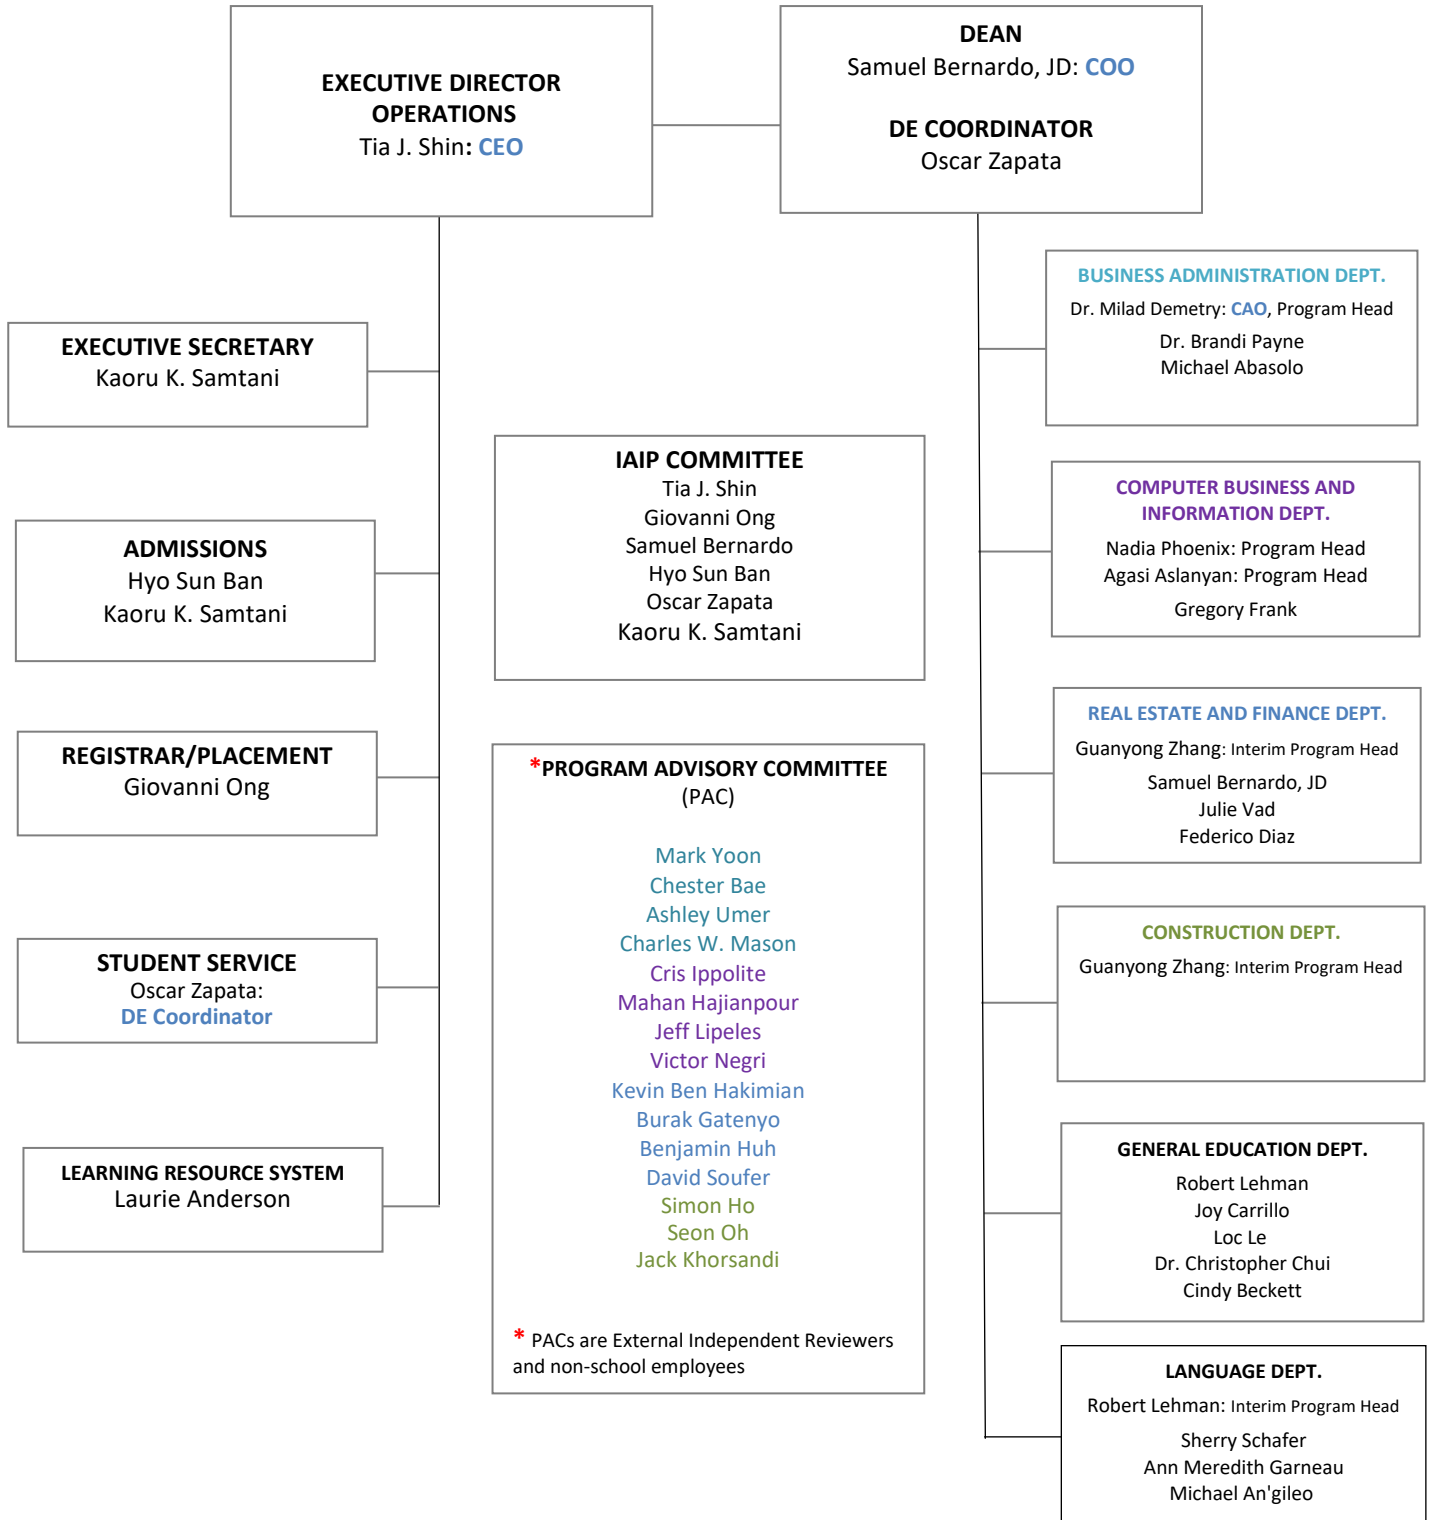 EXECUTIVE DIRECTOR
OPERATIONS
Tia J. Shin: CEO
DEAN
Samuel Bernardo, JD: COO
DE COORDINATOR
Oscar Zapata
EXECUTIVE SECRETARY
Kaoru K. Samtani
ADMISSIONS
Hyo Sun Ban
Kaoru K. Samtani
REGISTRAR/PLACEMENT
Giovanni Ong
STUDENT SERVICE
Oscar Zapata:
DE Coordinator
LEARNING RESOURCE SYSTEM
Laurie Anderson
IAIP COMMITTEE
Tia J. Shin
Giovanni Ong
Samuel Bernardo
Hyo Sun Ban
Oscar Zapata
Kaoru K. Samtani
*PROGRAM ADVISORY COMMITTEE
(PAC)
Mark Yoon
Chester Bae
Ashley Umer
Charles W. Mason
Cris Ippolite
Mahan Hajianpour
Jeff Lipeles
Victor Negri
Kevin Ben Hakimian
Burak Gatenyo
Benjamin Huh
David Soufer
Simon Ho
Seon Oh
Jack Khorsandi
* PACs are External Independent Reviewers
and non-school employees
BUSINESS ADMINISTRATION DEPT.
Dr. Milad Demetry: CAO, Program Head
Dr. Brandi Payne
Michael Abasolo
COMPUTER BUSINESS AND
INFORMATION DEPT.
Nadia Phoenix: Program Head
Agasi Aslanyan: Program Head
Gregory Frank
REAL ESTATE AND FINANCE DEPT.
Guanyong Zhang: Interim Program Head
Samuel Bernardo, JD
Julie Vad
Federico Diaz
CONSTRUCTION DEPT.
Guanyong Zhang: Interim Program Head
GENERAL EDUCATION DEPT.
Robert Lehman
Joy Carrillo
Loc Le
Dr. Christopher Chui
Cindy Beckett
LANGUAGE DEPT.
Robert Lehman: Interim Program Head
Sherry Schafer
Ann Meredith Garneau
Michael An'gileo